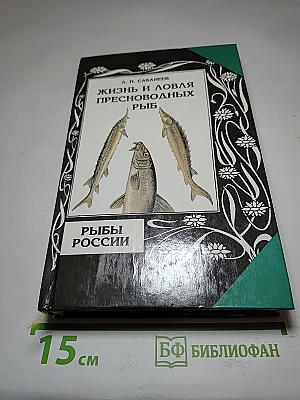 Л. П. САБАНЕЕВ
ЖИЗНЬ И ЛОВЛЯ
ПРЕСНОВОДНЫХ
РЫБ
РЫБЫ
РОССИИ
15 см
БФ БИБЛИОФАН